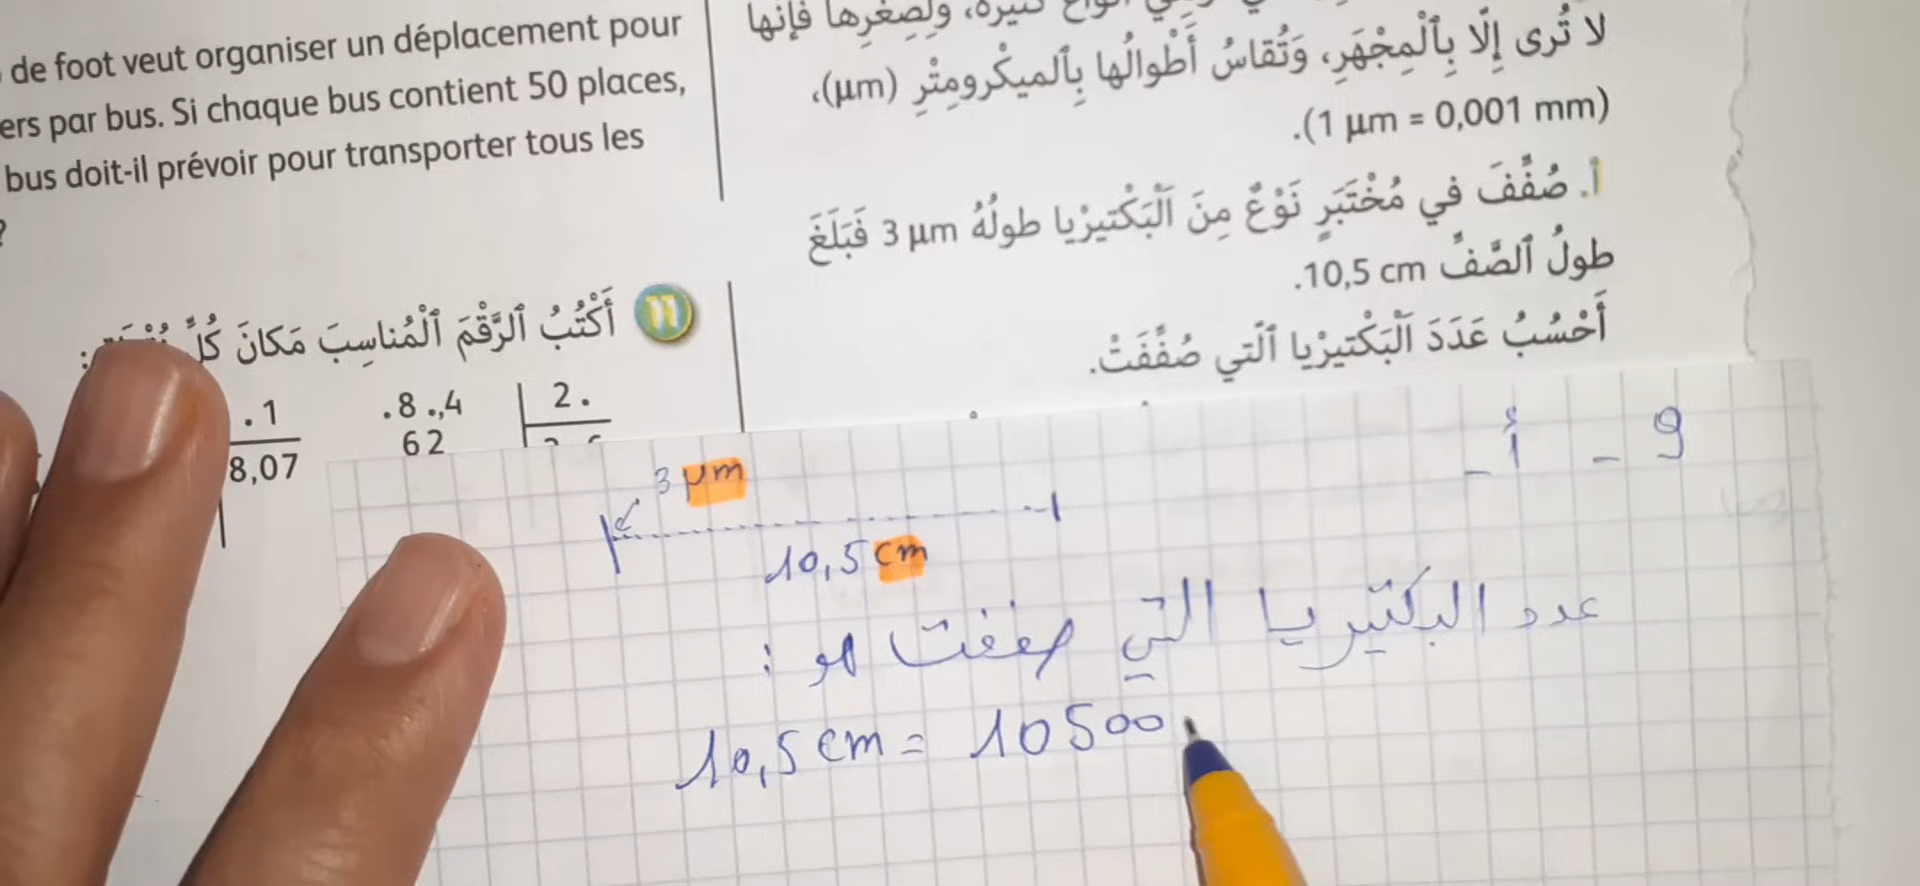 de foot veut organiser un déplacement pour
ers par bus. Si chaque bus contient 50 places,
bus doit-il prévoir pour transporter tous les
?
وَلِصِغَرِها فَإِنَّها
لا تُرى إِلّا بِٱلْمِجْهَرِ، وَتُقاسُ أَطْوالُها بِٱلميكْرومِتْرِ (µm)،
(1 µm = 0,001 mm).
أ. صُفِّفَ في مُخْتَبَرٍ نَوْعٌ مِنَ ٱلْبَكْتيرْيا طولُهُ 3 µm فَبَلَغَ
طولُ ٱلصَّفِّ 10,5 cm.
أَحْسُبُ عَدَدَ ٱلْبَكْتيرْيا ٱلَّتي صُفِّفَتْ.
11 أَكْتُبُ ٱلرَّقْمَ ٱلْمُناسِبَ مَكانَ كُلِّ
. 1
8,07
. 8 .,4
62
2 .
9 - أ -
3 µm
10,5 cm
عدد البكتيريا التي صففت هو :
10,5 cm = 10500